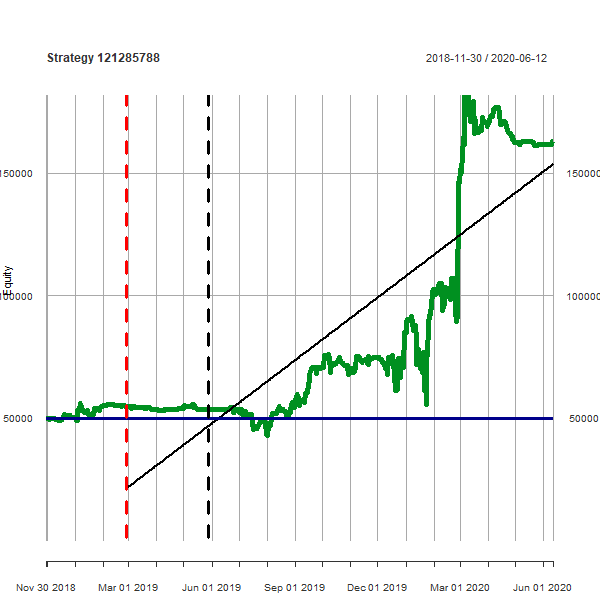 Strategy 121285788
2018-11-30 / 2020-06-12
150000
150000
Equity
100000
100000
50000
50000
Nov 30 2018
Mar 01 2019
Jun 01 2019
Sep 01 2019
Dec 01 2019
Mar 01 2020
Jun 01 2020